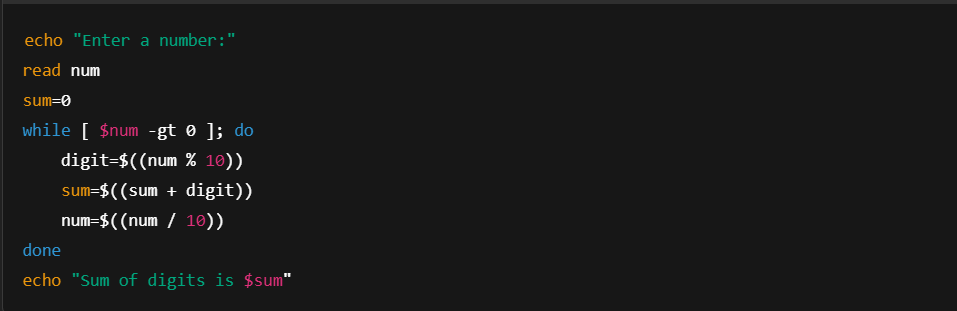 echo "Enter a number:"
read num
sum=0
while [ $num -gt 0 ]; do
    digit=$((num % 10))
    sum=$((sum + digit))
    num=$((num / 10))
done
echo "Sum of digits is $sum"